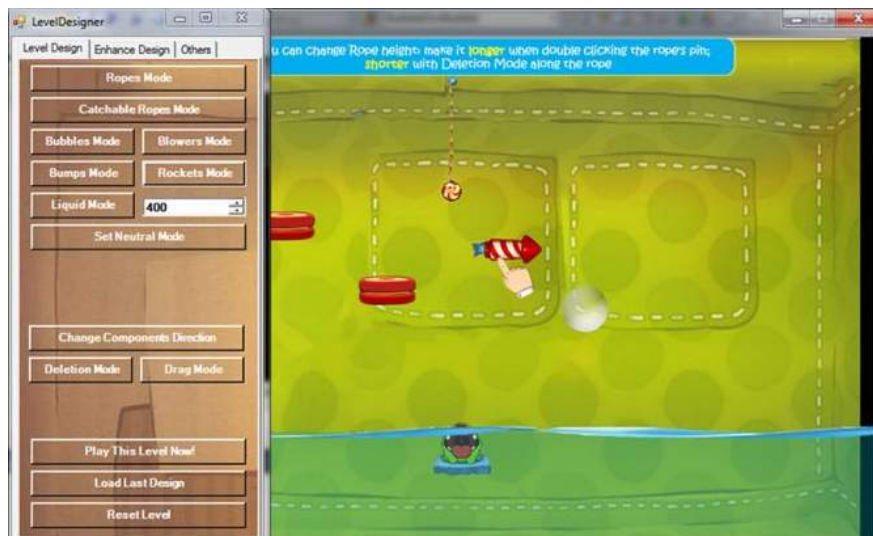 LevelDesigner
Level Design
Enhance Design
Others
Ropes Mode
Catchable Ropes Mode
Bubbles Mode
Blowers Mode
Bumps Mode
Rockets Mode
Liquid Mode
400
Set Neutral Mode
Change Components Direction
Deletion Mode
Drag Mode
Play This Level Now!
Load Last Design
Reset Level
u can change Rope height: make it longer when double clicking the rope's pin;
shorter with Deletion Mode along the rope